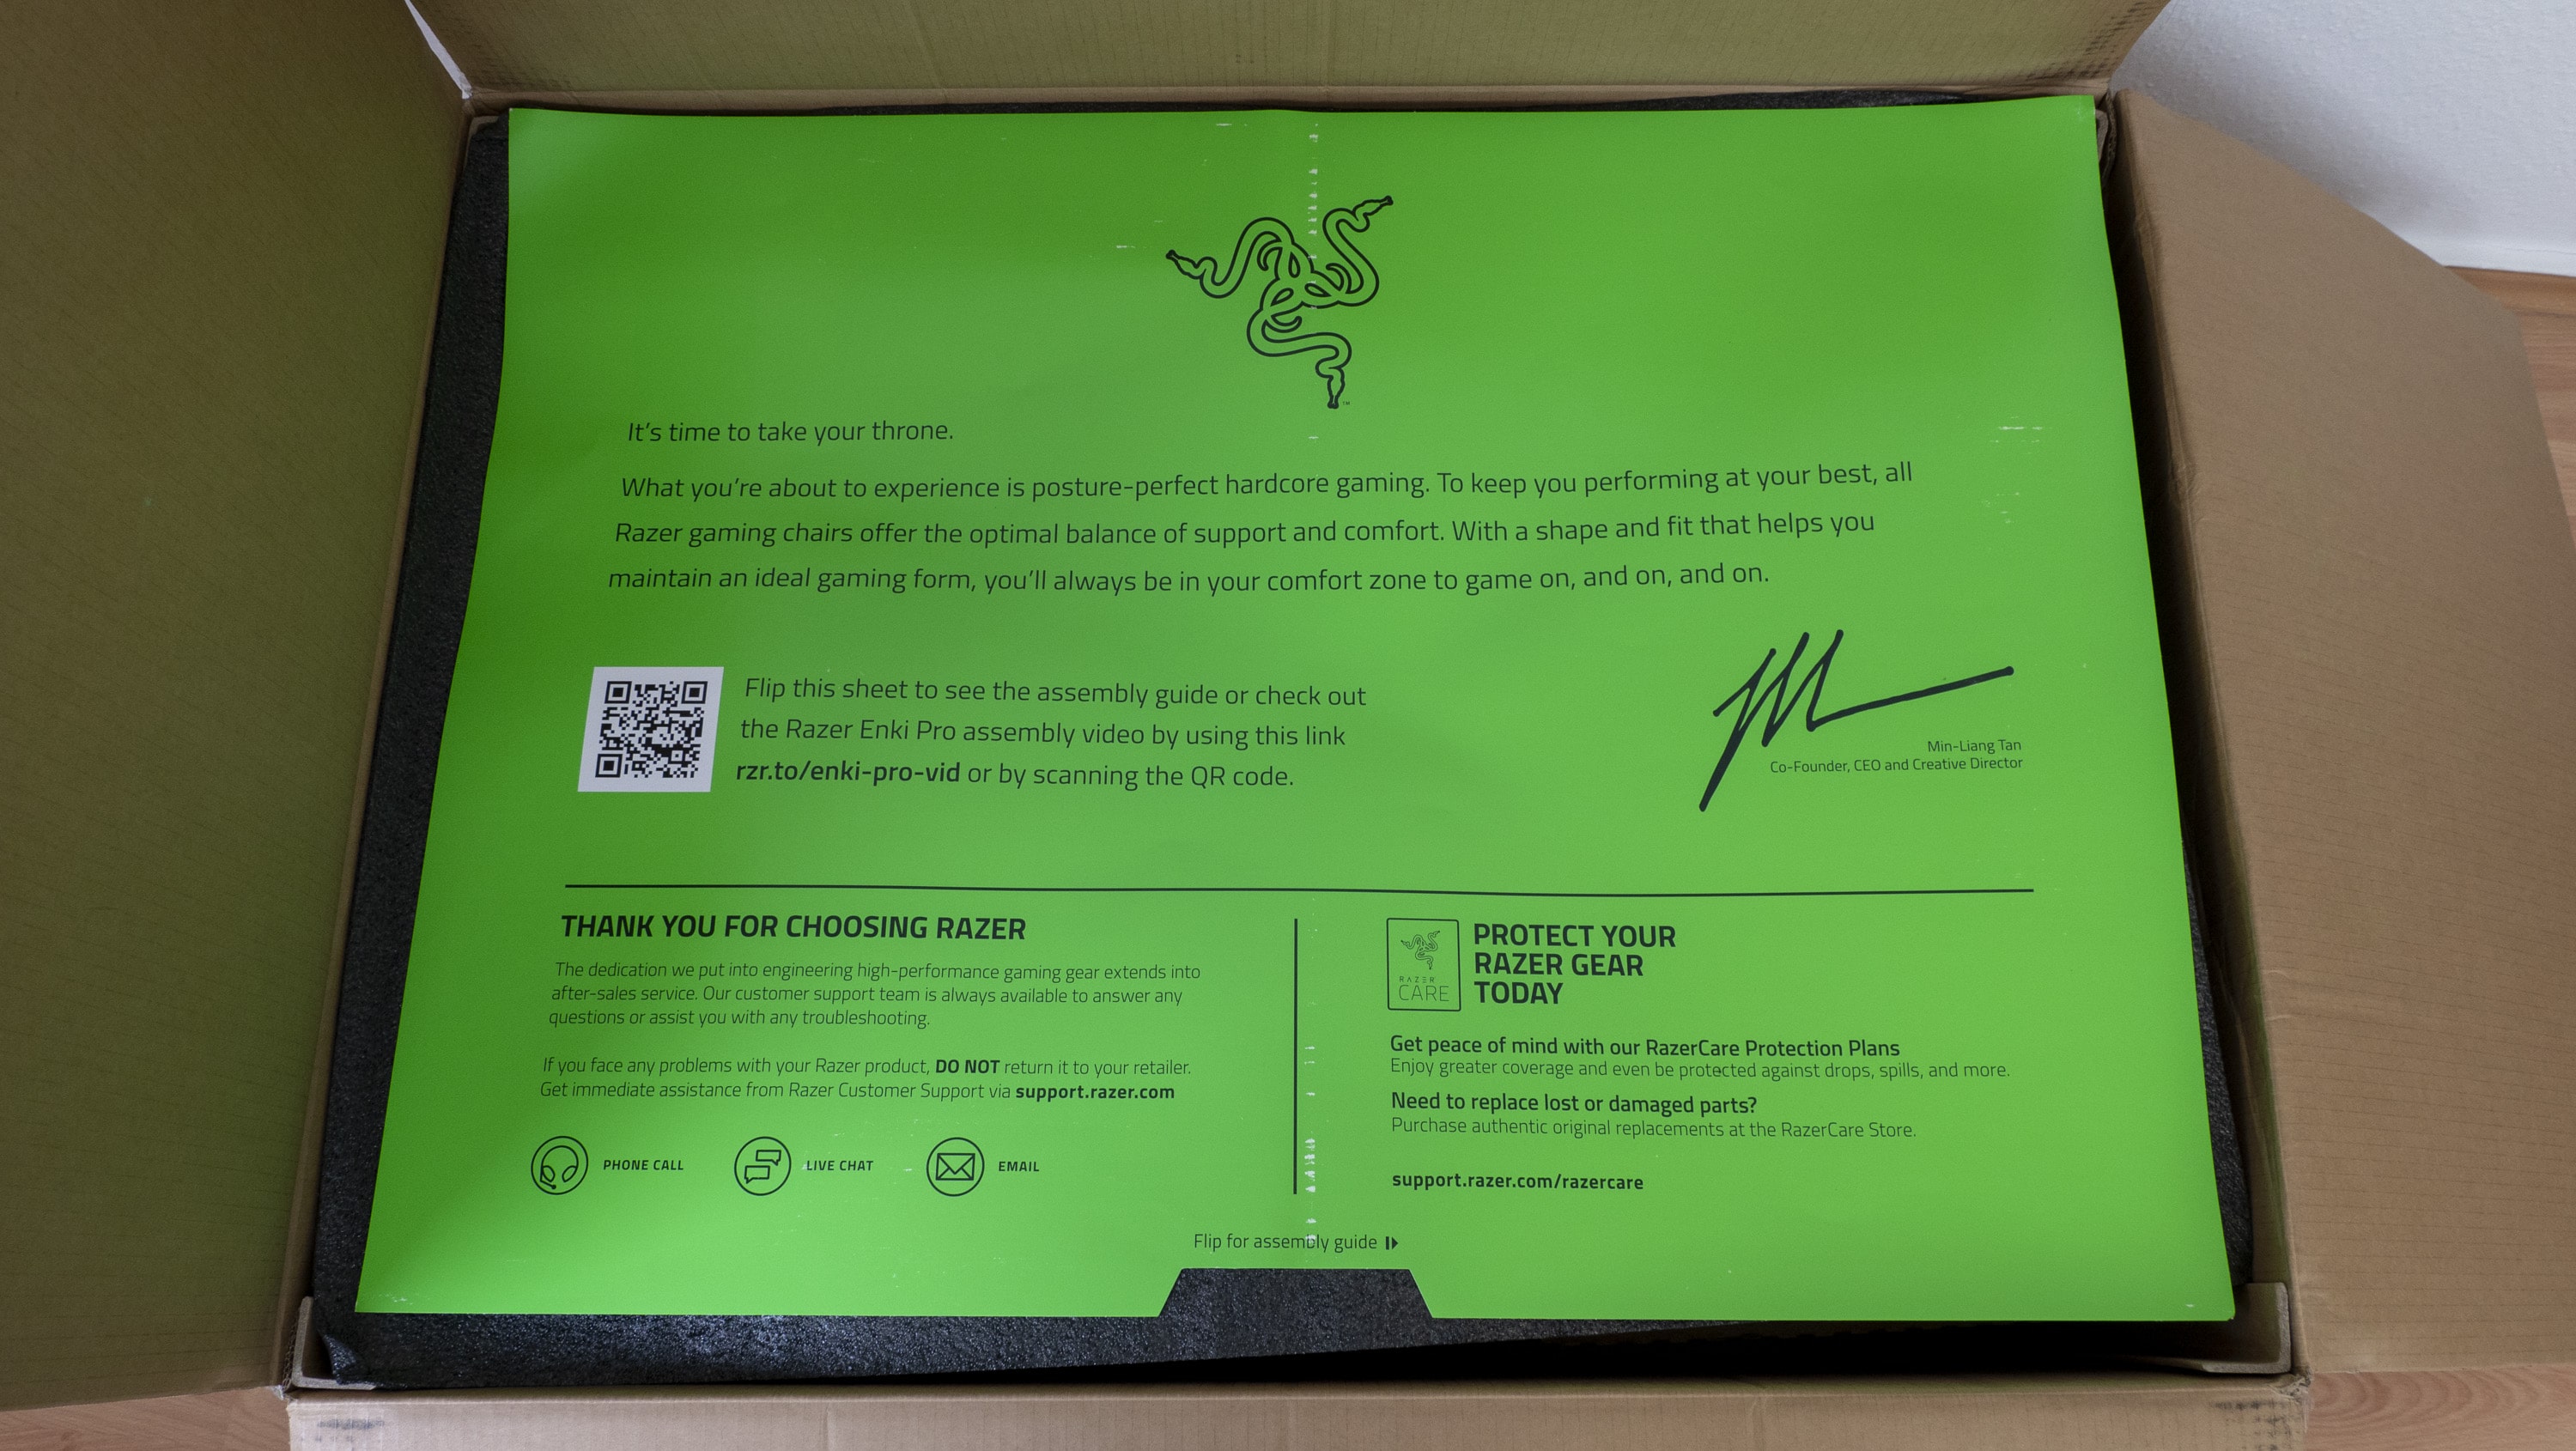 It's time to take your throne.
What you're about to experience is posture-perfect hardcore gaming. To keep you performing at your best, all
Razer gaming chairs offer the optimal balance of support and comfort. With a shape and fit that helps you
maintain an ideal gaming form, you'll always be in your comfort zone to game on, and on, and on.
Flip this sheet to see the assembly guide or check out
the Razer Enki Pro assembly video by using this link
rzr.to/enki-pro-vid or by scanning the QR code.
Min-Liang Tan
Co-Founder, CEO and Creative Director
THANK YOU FOR CHOOSING RAZER
The dedication we put into engineering high-performance gaming gear extends into
after-sales service. Our customer support team is always available to answer any
questions or assist you with any troubleshooting.
If you face any problems with your Razer product, DO NOT return it to your retailer.
Get immediate assistance from Razer Customer Support via support.razer.com
PHONE CALL
LIVE CHAT
EMAIL
RAZER
CARE
PROTECT YOUR
RAZER GEAR
TODAY
Get peace of mind with our RazerCare Protection Plans
Enjoy greater coverage and even be protected against drops, spills, and more.
Need to replace lost or damaged parts?
Purchase authentic original replacements at the RazerCare Store.
support.razer.com/razercare
Flip for assembly guide